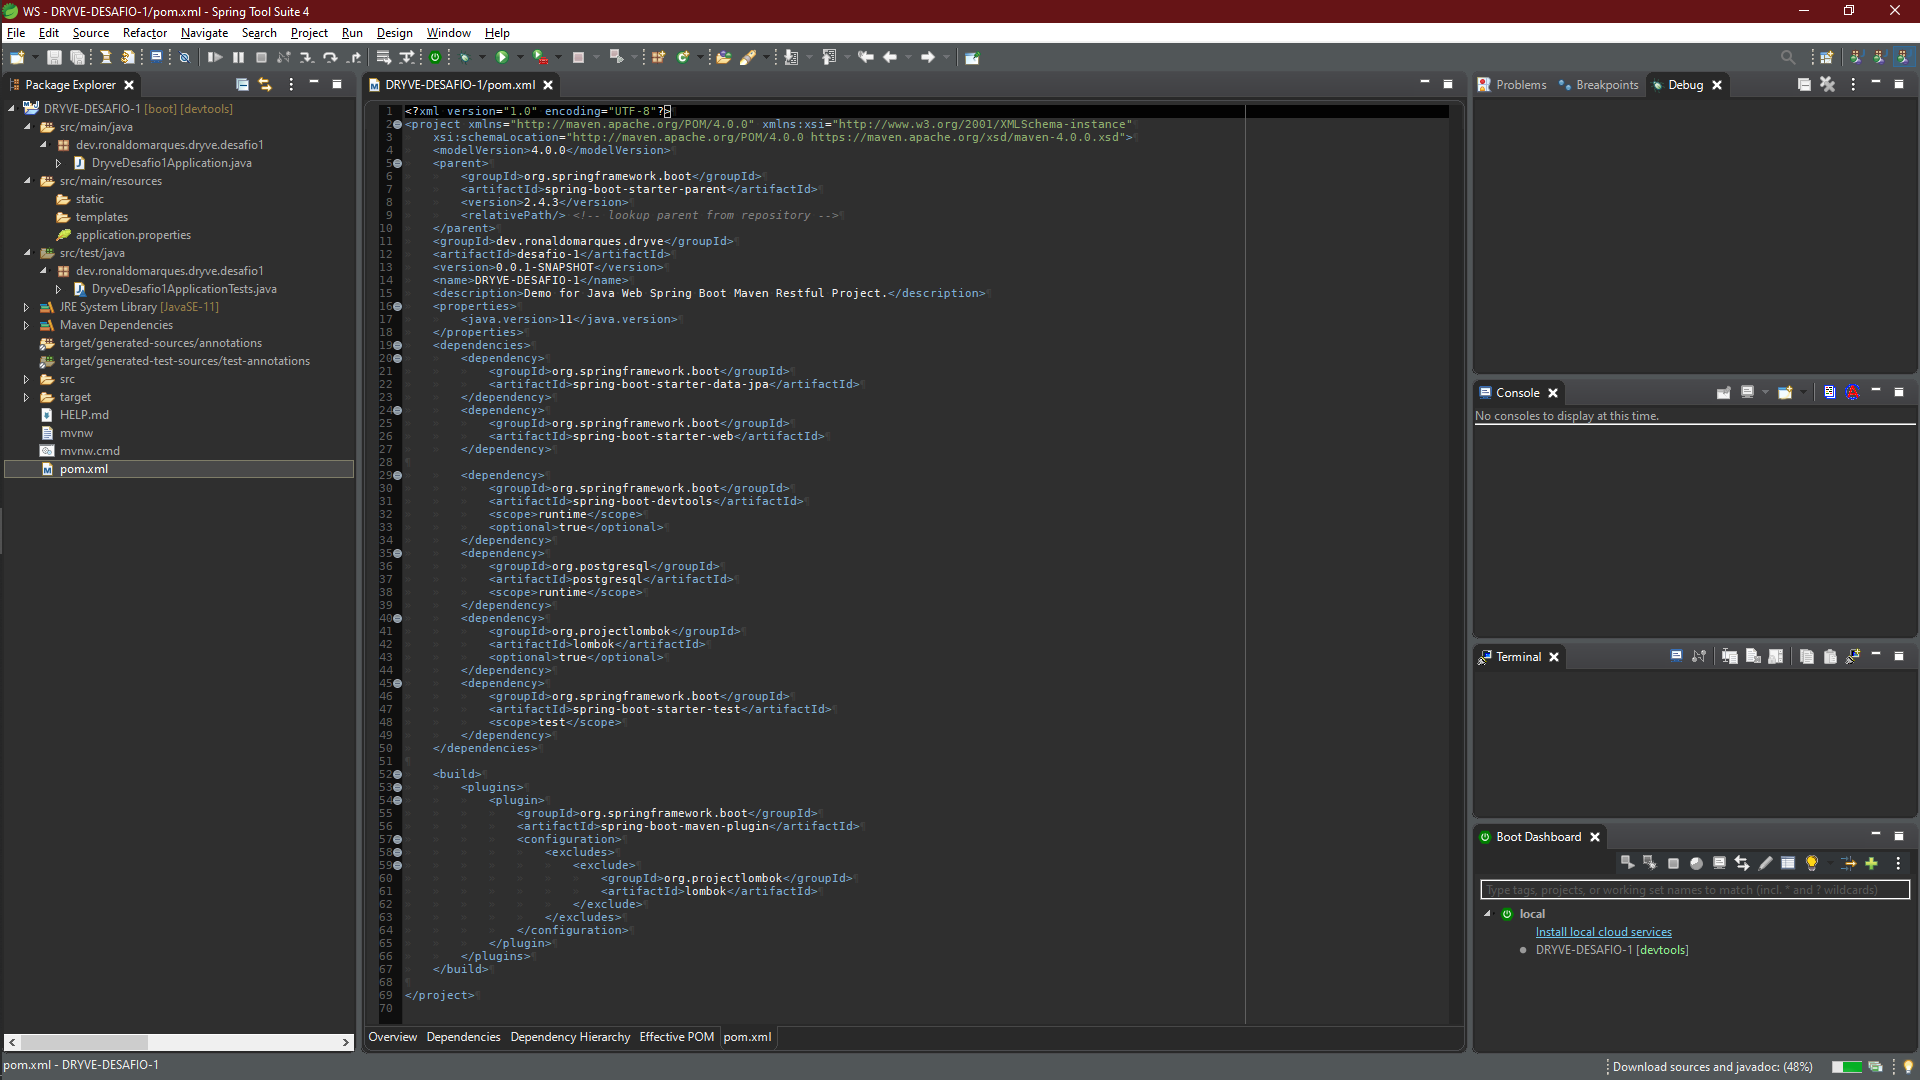 WS - DRYVE-DESAFIO-1/pom.xml - Spring Tool Suite 4
File Edit Source Refactor Navigate Search Project Run Design Window Help
Package Explorer
DRYVE-DESAFIO-1 [boot] [devtools]
src/main/java
dev.ronaldomarques.dryve.desafio1
DryveDesafio1Application.java
src/main/resources
static
templates
application.properties
src/test/java
dev.ronaldomarques.dryve.desafio1
DryveDesafio1ApplicationTests.java
JRE System Library [JavaSE-11]
Maven Dependencies
target/generated-sources/annotations
target/generated-test-sources/test-annotations
src
target
HELP.md
mvnw
mvnw.cmd
pom.xml
DRYVE-DESAFIO-1/pom.xml
1 <?xml version="1.0" encoding="UTF-8"?>
2 <project xmlns="http://maven.apache.org/POM/4.0.0" xmlns:xsi="http://www.w3.org/2001/XMLSchema-instance"
3 xsi:schemaLocation="http://maven.apache.org/POM/4.0.0 https://maven.apache.org/xsd/maven-4.0.0.xsd">
4 <modelVersion>4.0.0</modelVersion>
5 <parent>
6 <groupId>org.springframework.boot</groupId>
7 <artifactId>spring-boot-starter-parent</artifactId>
8 <version>2.4.3</version>
9 <relativePath/> <!-- lookup parent from repository -->
10 </parent>
11 <groupId>dev.ronaldomarques.dryve</groupId>
12 <artifactId>desafio-1</artifactId>
13 <version>0.0.1-SNAPSHOT</version>
14 <name>DRYVE-DESAFIO-1</name>
15 <description>Demo for Java Web Spring Boot Maven Restful Project.</description>
16 <properties>
17 <java.version>11</java.version>
18 </properties>
19 <dependencies>
20 <dependency>
21 <groupId>org.springframework.boot</groupId>
22 <artifactId>spring-boot-starter-data-jpa</artifactId>
23 </dependency>
24 <dependency>
25 <groupId>org.springframework.boot</groupId>
26 <artifactId>spring-boot-starter-web</artifactId>
27 </dependency>
28
29 <dependency>
30 <groupId>org.springframework.boot</groupId>
31 <artifactId>spring-boot-devtools</artifactId>
32 <scope>runtime</scope>
33 <optional>true</optional>
34 </dependency>
35 <dependency>
36 <groupId>org.postgresql</groupId>
37 <artifactId>postgresql</artifactId>
38 <scope>runtime</scope>
39 </dependency>
40 <dependency>
41 <groupId>org.projectlombok</groupId>
42 <artifactId>lombok</artifactId>
43 <optional>true</optional>
44 </dependency>
45 <dependency>
46 <groupId>org.springframework.boot</groupId>
47 <artifactId>spring-boot-starter-test</artifactId>
48 <scope>test</scope>
49 </dependency>
50 </dependencies>
51
52 <build>
53 <plugins>
54 <plugin>
55 <groupId>org.springframework.boot</groupId>
56 <artifactId>spring-boot-maven-plugin</artifactId>
57 <configuration>
58 <excludes>
59 <exclude>
60 <groupId>org.projectlombok</groupId>
61 <artifactId>lombok</artifactId>
62 </exclude>
63 </excludes>
64 </configuration>
65 </plugin>
66 </plugins>
67 </build>
68
69 </project>
70
Overview Dependencies Dependency Hierarchy Effective POM pom.xml
Problems Breakpoints Debug
Console
No consoles to display at this time.
Terminal
Boot Dashboard
Type tags, projects, or working set names to match (incl. * and ? wildcards)
local
Install local cloud services
DRYVE-DESAFIO-1 [devtools]
pom.xml - DRYVE-DESAFIO-1
Download sources and javadoc: (48%)